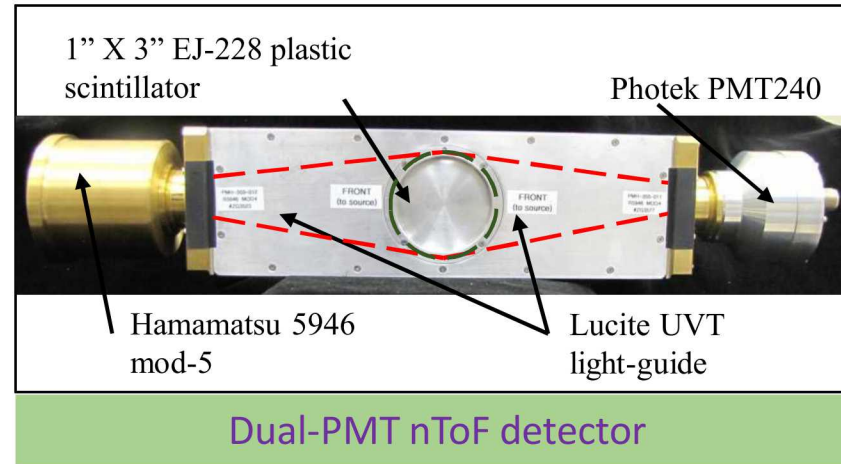 1” X 3” EJ-228 plastic
scintillator
Photek PMT240
FRONT
(to source)
FRONT
(to source)
Hamamatsu 5946
mod-5
Lucite UVT
light-guide
Dual-PMT nToF detector